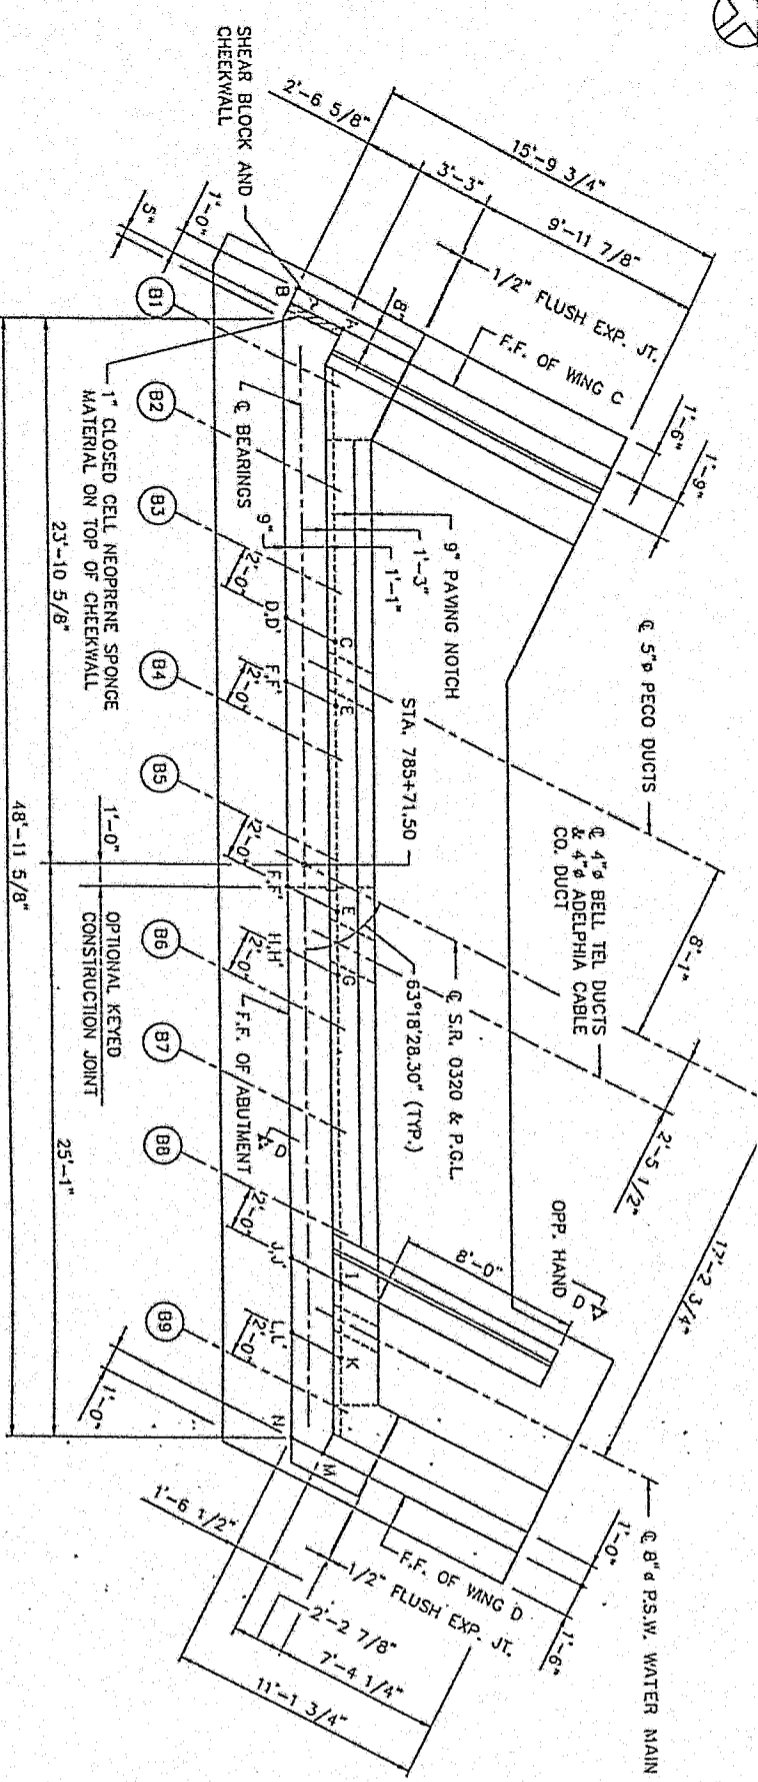 SHEAR BLOCK AND
CHEEKWALL
2'-6 5/8"
15'-9 3/4"
3'-3"
9'-11 7/8"
1/2" FLUSH EXP. JT.
F.F. OF WING C
8"
1'-6"
1'-9"
1'-0"
5"
B
B1
B2
B3
B4
B5
B6
B7
B8
B9
1" CLOSED CELL NEOPRENE SPONGE
MATERIAL ON TOP OF CHEEKWALL
℄ BEARINGS
9" PAVING NOTCH
1'-3"
1'-1"
9"
2'-0"
D,D'
C
2'-0"
F,F'
E
STA. 785+71.50
℄ 5"ø PECO DUCTS
℄ 4"ø BELL TEL DUCTS
& 4"ø ADELPHIA CABLE
CO. DUCT
8'-1"
2'-5 1/2"
17'-2 3/4"
℄ S.R. 0320 & P.G.L.
63°18'28.30" (TYP.)
2'-0"
F,F'
E
2'-0"
H,H'
G
F.F. OF ABUTMENT
D
OPP. HAND
D
8'-0"
2'-0"
J,J'
I
2'-0"
L,L'
K
N
M
1'-0"
23'-10 5/8"
1'-0"
OPTIONAL KEYED
CONSTRUCTION JOINT
25'-1"
48'-11 5/8"
℄ 8"ø P.S.W. WATER MAIN
1'-0"
1'-6"
F.F. OF WING D
1/2" FLUSH EXP. JT.
1'-6 1/2"
2'-2 7/8"
7'-4 1/4"
11'-1 3/4"